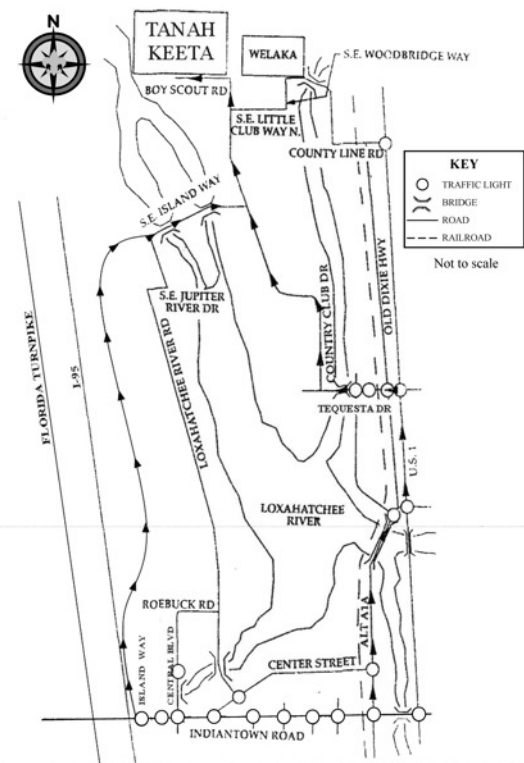 N
TANAH
KEETA
WELAKA
S.E. WOODBRIDGE WAY
BOY SCOUT RD
S.E. LITTLE
CLUB WAY N.
COUNTY LINE RD
KEY
TRAFFIC LIGHT
BRIDGE
ROAD
RAILROAD
Not to scale
S.E. ISLAND WAY
S.E. JUPITER
RIVER DR
COUNTRY CLUB DR
OLD DIXIE HWY
FLORIDA TURNPIKE
I-95
LOXAHATCHEE RIVER RD
TEQUESTA DR
U.S. 1
LOXAHATCHEE
RIVER
ALT A1A
ROEBUCK RD
ISLAND WAY
CENTRAL BLVD
CENTER STREET
INDIANTOWN ROAD